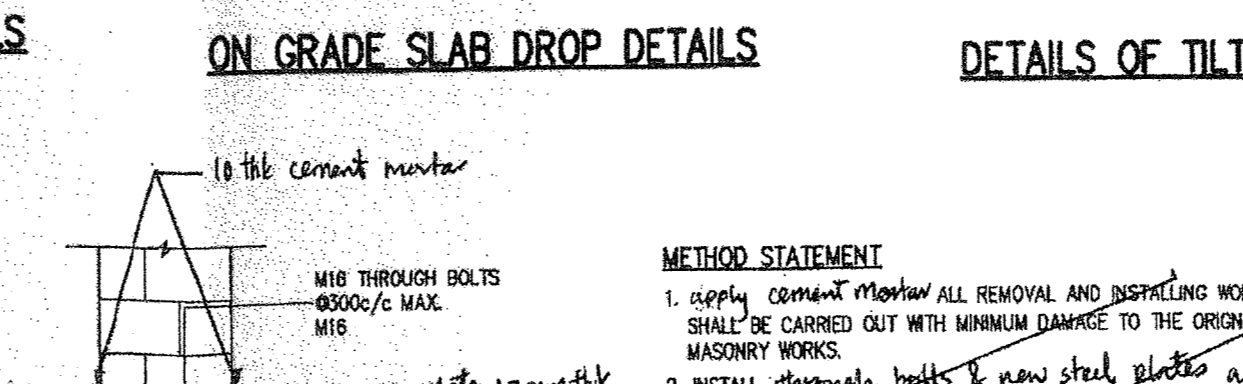 ON GRADE SLAB DROP DETAILS
DETAILS OF TILT
10 thk cement mortar
M16 THROUGH BOLTS
@300c/c MAX.
M16
METHOD STATEMENT
1. apply cement mortar ALL REMOVAL AND INSTALLING WO
SHALL BE CARRIED OUT WITH MINIMUM DAMAGE TO THE ORIGN
MASONRY WORKS.
2. INSTALL through bolts & new steel plates a